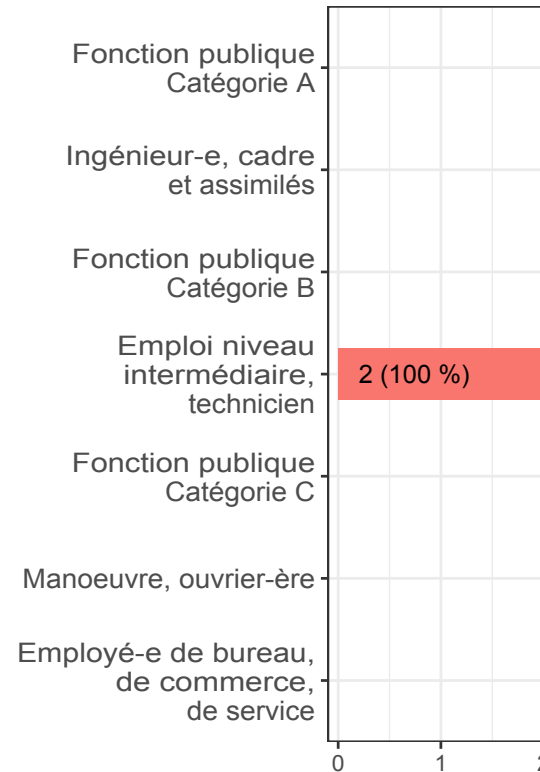 Fonction publique
Catégorie A
Ingénieur-e, cadre
et assimilés
Fonction publique
Catégorie B
Emploi niveau
intermédiaire,
technicien
2 (100 %)
Fonction publique
Catégorie C
Manoeuvre, ouvrier-ère
Employé-e de bureau,
de commerce,
de service
0 1 2